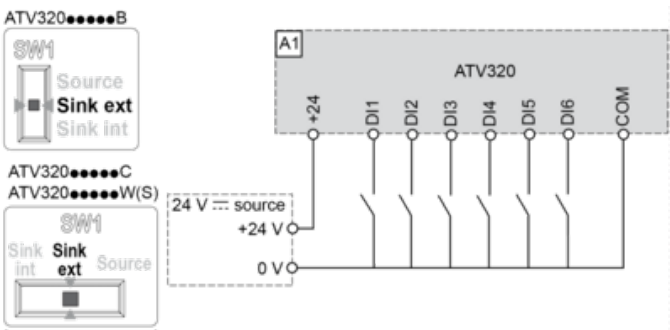 ATV320●●●●●B
SW1
Source
Sink ext
Sink int
ATV320●●●●●C
ATV320●●●●●W(S)
SW1
Sink int
Sink ext
Source
A1
ATV320
+24
DI1
DI2
DI3
DI4
DI5
DI6
COM
24 V ⎓ source
+24 V
0 V